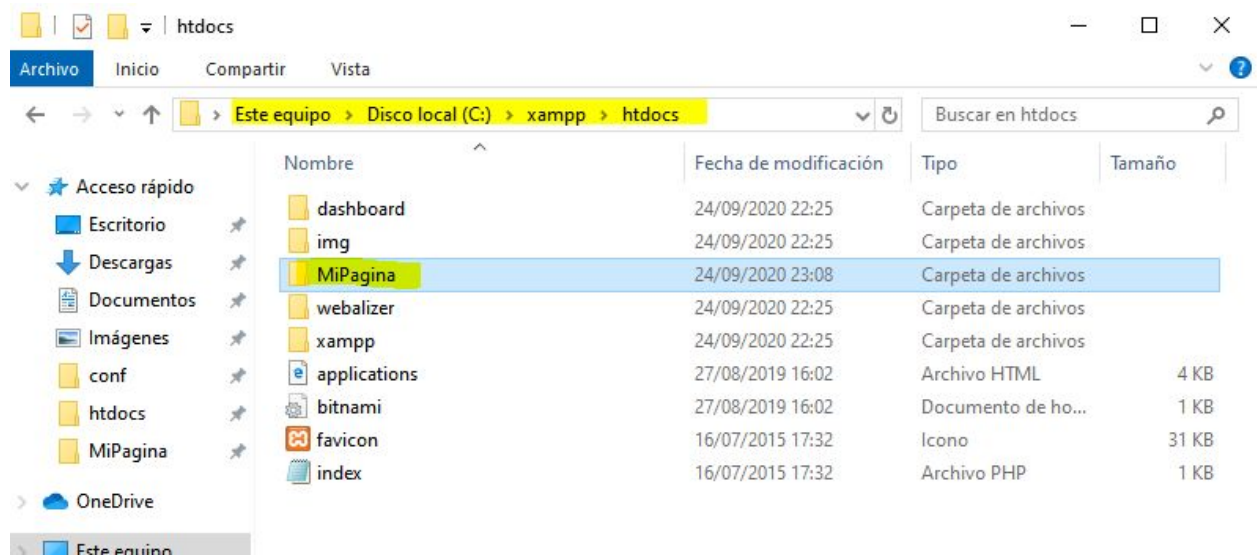 htdocs
Archivo Inicio Compartir Vista
Este equipo > Disco local (C:) > xampp > htdocs Buscar en htdocs
Nombre Fecha de modificación Tipo Tamaño
Acceso rápido
Escritorio
Descargas
Documentos
Imágenes
conf
htdocs
MiPagina
OneDrive
Este equipo
dashboard 24/09/2020 22:25 Carpeta de archivos
img 24/09/2020 22:25 Carpeta de archivos
MiPagina 24/09/2020 23:08 Carpeta de archivos
webalizer 24/09/2020 22:25 Carpeta de archivos
xampp 24/09/2020 22:25 Carpeta de archivos
applications 27/08/2019 16:02 Archivo HTML 4 KB
bitnami 27/08/2019 16:02 Documento de ho... 1 KB
favicon 16/07/2015 17:32 Icono 31 KB
index 16/07/2015 17:32 Archivo PHP 1 KB